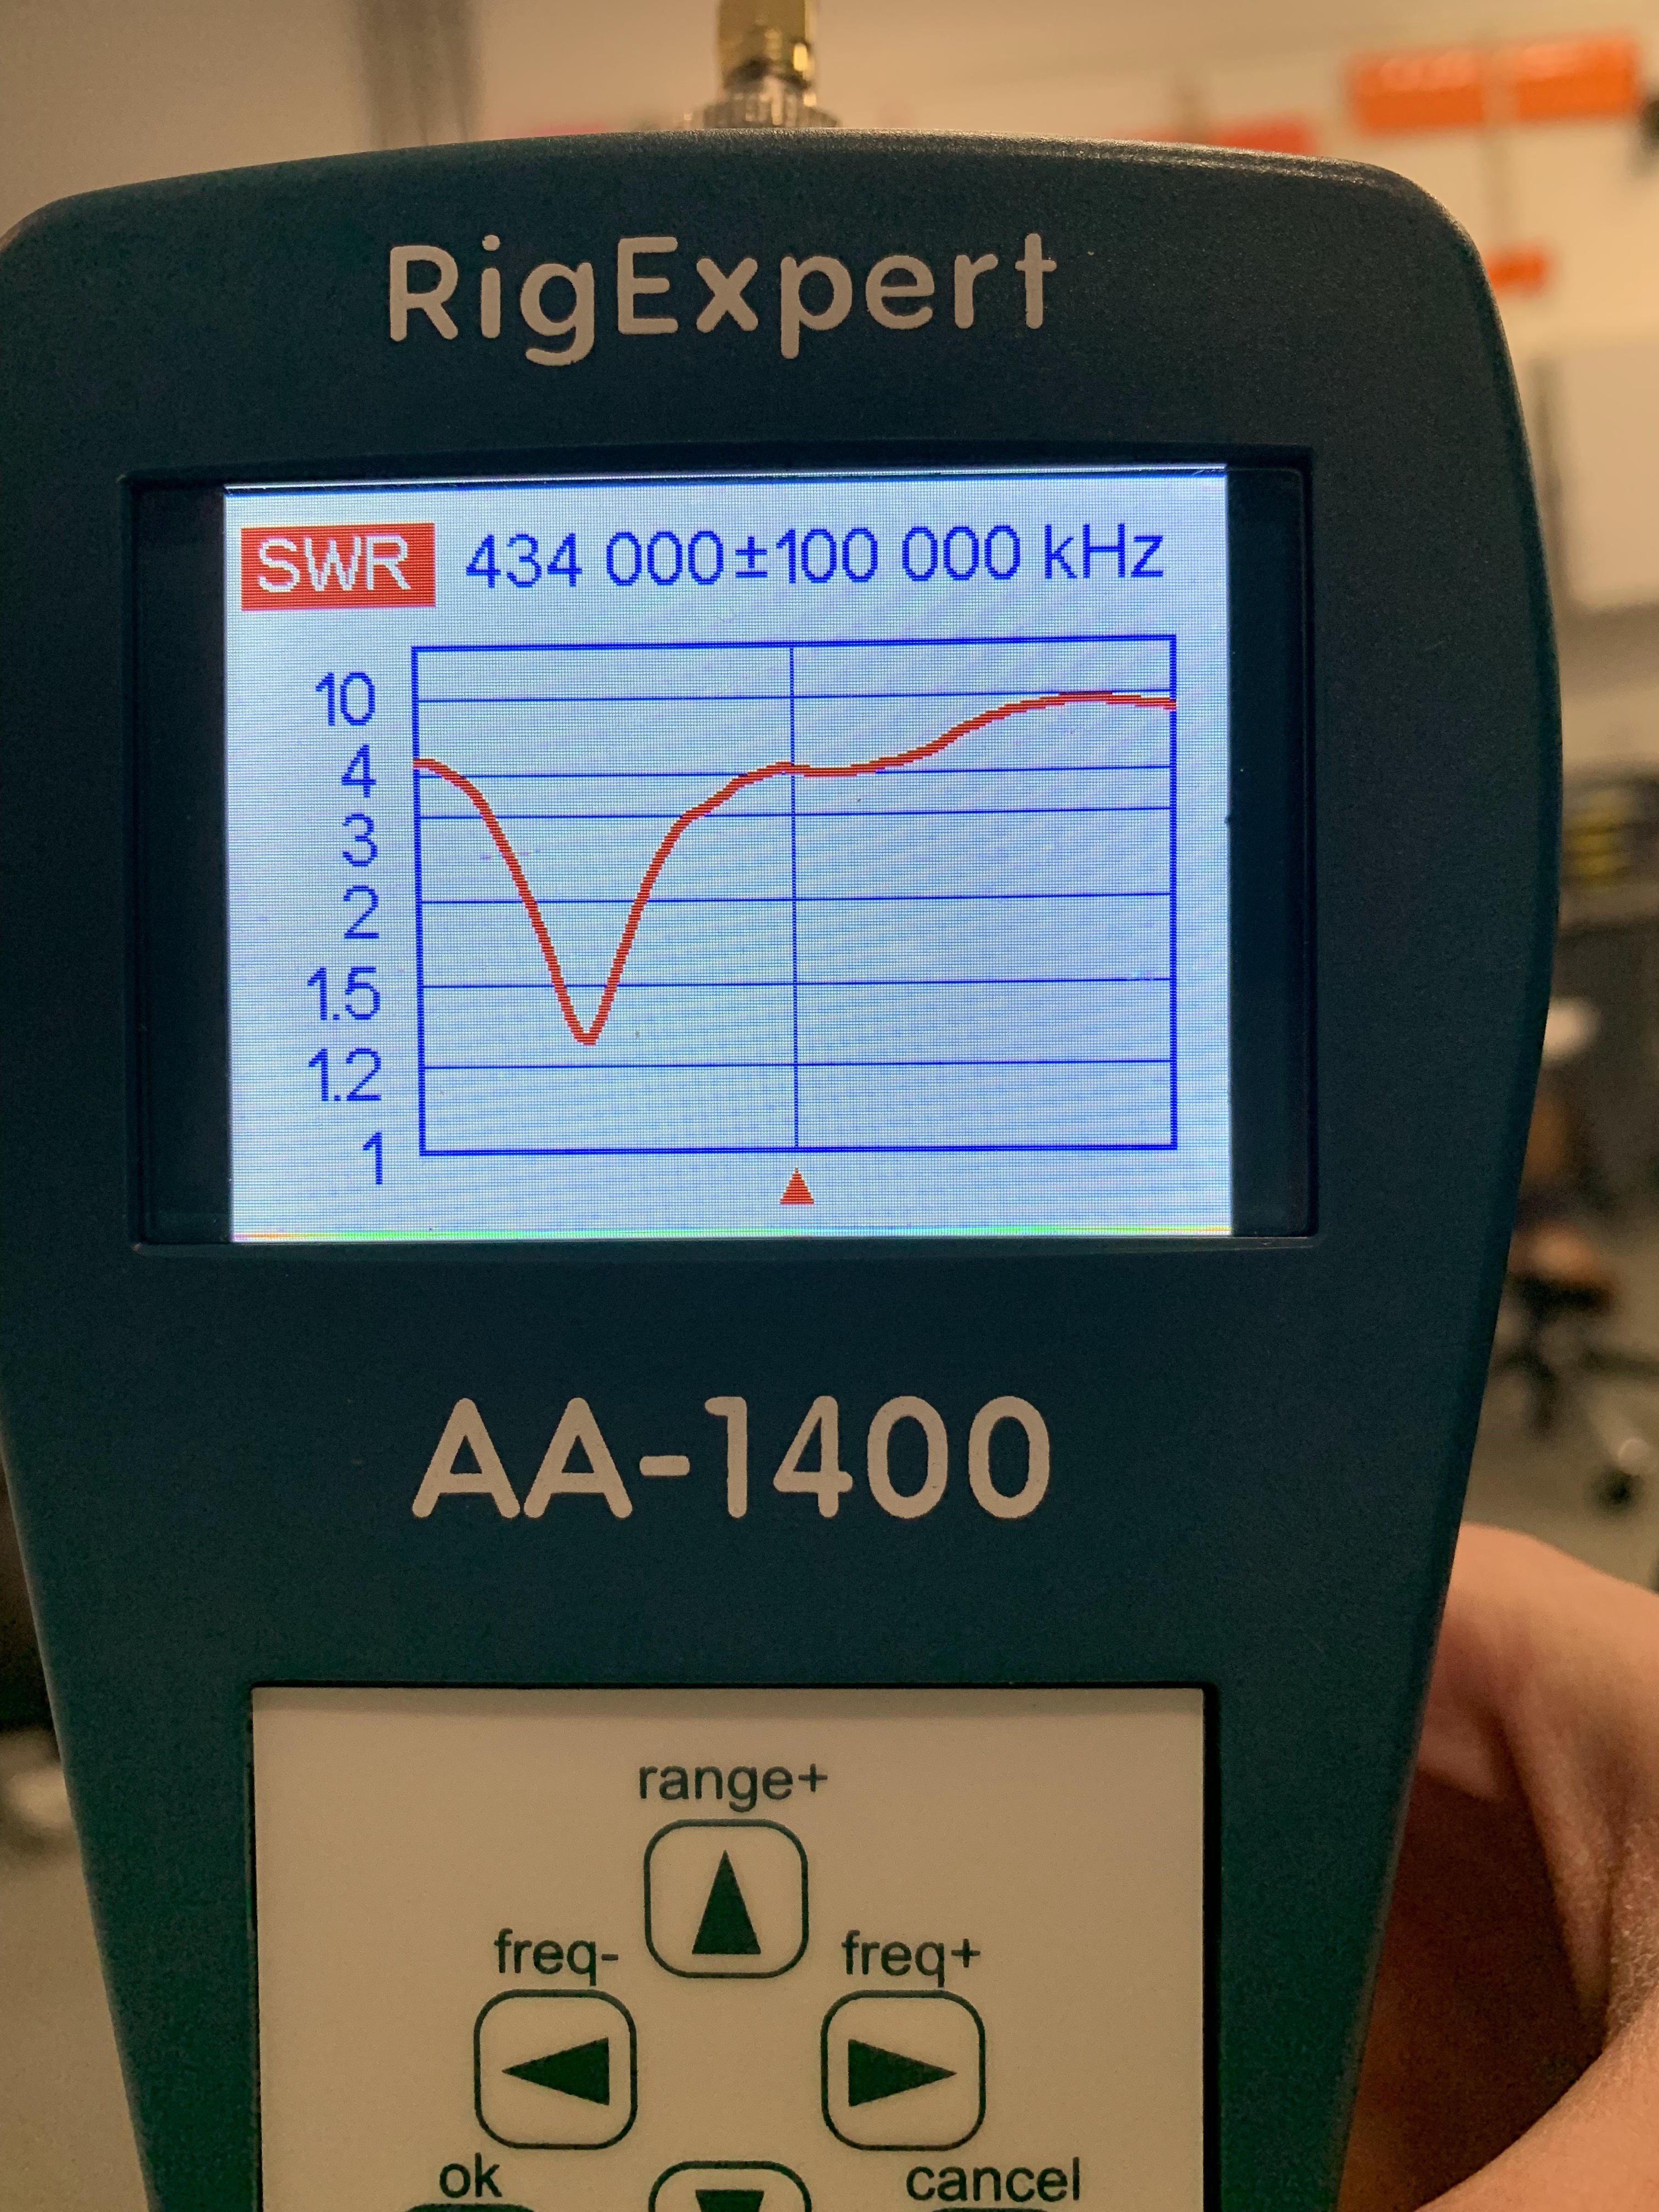 RigExpert
SWR 434 000±100 000 kHz
10
4
3
2
1.5
1.2
1
AA-1400
range+
freq- freq+
ok cancel